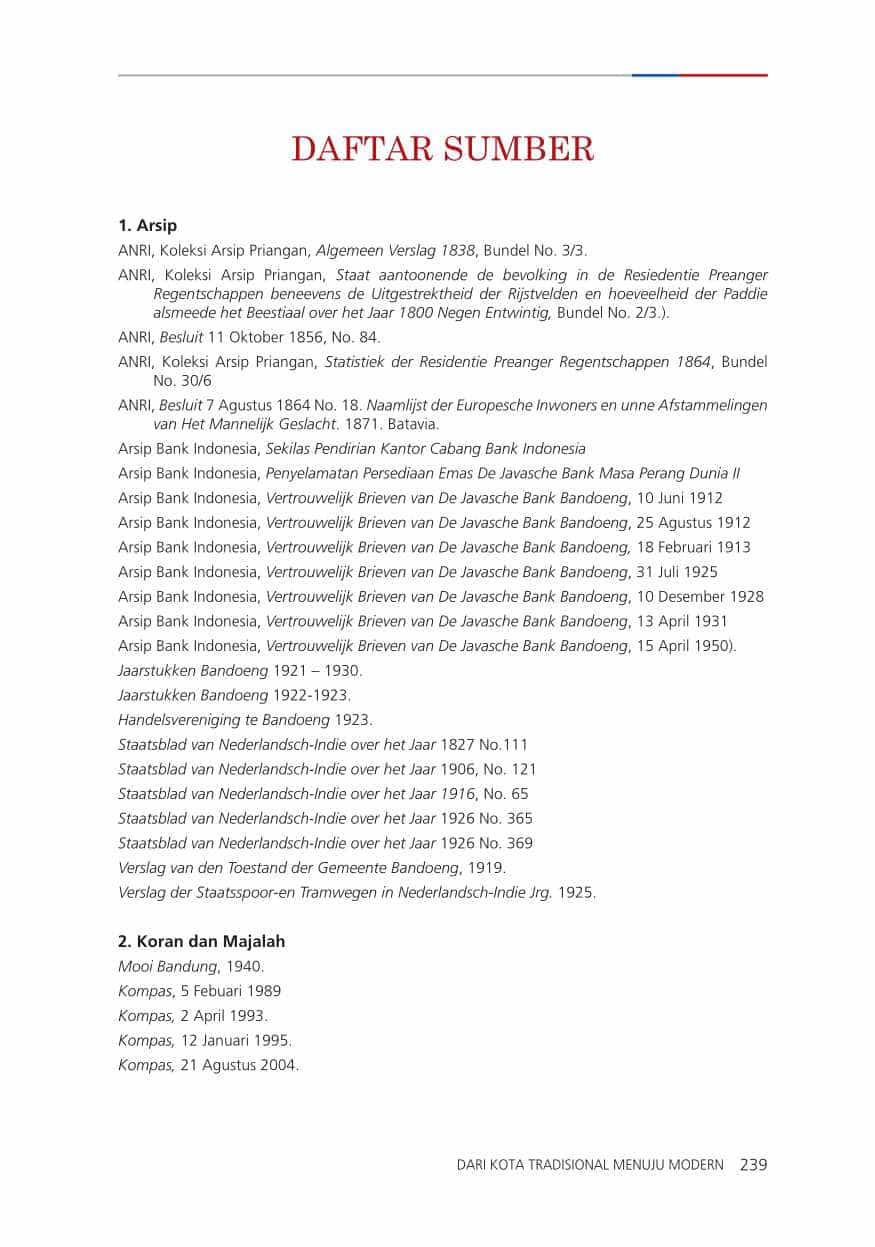 DAFTAR SUMBER
1. Arsip
ANRI, Koleksi Arsip Priangan, Algemeen Verslag 1838, Bundel No. 3/3.
ANRI, Koleksi Arsip Priangan, Staat aantoonende de bevolking in de Resiedentie Preanger
Regentschappen beneevens de Uitgestrektheid der Rijstvelden en hoeveelheid der Paddie
alsmeede het Beestiaal over het Jaar 1800 Negen Entwintig, Bundel No. 2/3.).
ANRI, Besluit 11 Oktober 1856, No. 84.
ANRI, Koleksi Arsip Priangan, Statistiek der Residentie Preanger Regentschappen 1864, Bundel
No. 30/6
ANRI, Besluit 7 Agustus 1864 No. 18. Naamlijst der Europesche Inwoners en unne Afstammelingen
van Het Mannelijk Geslacht. 1871. Batavia.
Arsip Bank Indonesia, Sekilas Pendirian Kantor Cabang Bank Indonesia
Arsip Bank Indonesia, Penyelamatan Persediaan Emas De Javasche Bank Masa Perang Dunia II
Arsip Bank Indonesia, Vertrouwelijk Brieven van De Javasche Bank Bandoeng, 10 Juni 1912
Arsip Bank Indonesia, Vertrouwelijk Brieven van De Javasche Bank Bandoeng, 25 Agustus 1912
Arsip Bank Indonesia, Vertrouwelijk Brieven van De Javasche Bank Bandoeng, 18 Februari 1913
Arsip Bank Indonesia, Vertrouwelijk Brieven van De Javasche Bank Bandoeng, 31 Juli 1925
Arsip Bank Indonesia, Vertrouwelijk Brieven van De Javasche Bank Bandoeng, 10 Desember 1928
Arsip Bank Indonesia, Vertrouwelijk Brieven van De Javasche Bank Bandoeng, 13 April 1931
Arsip Bank Indonesia, Vertrouwelijk Brieven van De Javasche Bank Bandoeng, 15 April 1950).
Jaarstukken Bandoeng 1921 – 1930.
Jaarstukken Bandoeng 1922-1923.
Handelsvereniging te Bandoeng 1923.
Staatsblad van Nederlandsch-Indie over het Jaar 1827 No.111
Staatsblad van Nederlandsch-Indie over het Jaar 1906, No. 121
Staatsblad van Nederlandsch-Indie over het Jaar 1916, No. 65
Staatsblad van Nederlandsch-Indie over het Jaar 1926 No. 365
Staatsblad van Nederlandsch-Indie over het Jaar 1926 No. 369
Verslag van den Toestand der Gemeente Bandoeng, 1919.
Verslag der Staatsspoor-en Tramwegen in Nederlandsch-Indie Jrg. 1925.
2. Koran dan Majalah
Mooi Bandung, 1940.
Kompas, 5 Febuari 1989
Kompas, 2 April 1993.
Kompas, 12 Januari 1995.
Kompas, 21 Agustus 2004.
DARI KOTA TRADISIONAL MENUJU MODERN 239